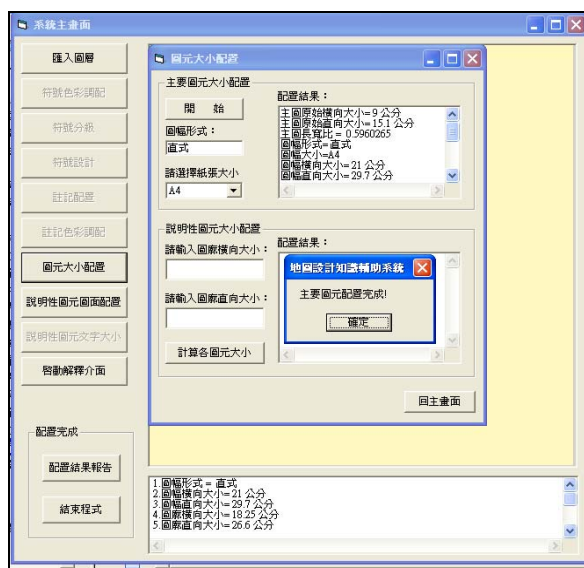 系統主畫面
匯入圖層
符號色彩調配
符號分級
符號設計
註記配置
註記色彩調配
圖元大小配置
說明性圖元圖面配置
說明性圖元文字大小
啓動解釋介面
配置完成
配置結果報告
結束程式
圖元大小配置
主要圖元大小配置
開 始
圖幅形式：
直式
請選擇紙張大小
A4
配置結果：
主圖原始橫向大小=9 公分
主圖原始直向大小=15.1 公分
主圖長寬比 = 0.5960265
圖幅形式=直式
圖幅大小=A4
圖幅橫向大小=21 公分
圖幅直向大小=29.7 公分
說明性圖元大小配置
請輸入圖廓橫向大小：
請輸入圖廓直向大小：
計算各圖元大小
配置結果：
地圖設計知識輔助系統
主要圖元配置完成!
確定
回主畫面
1.圖幅形式 = 直式
2.圖幅橫向大小=21 公分
3.圖幅直向大小=29.7 公分
4.圖廓橫向大小=18.25 公分
5.圖廓直向大小=26.6 公分